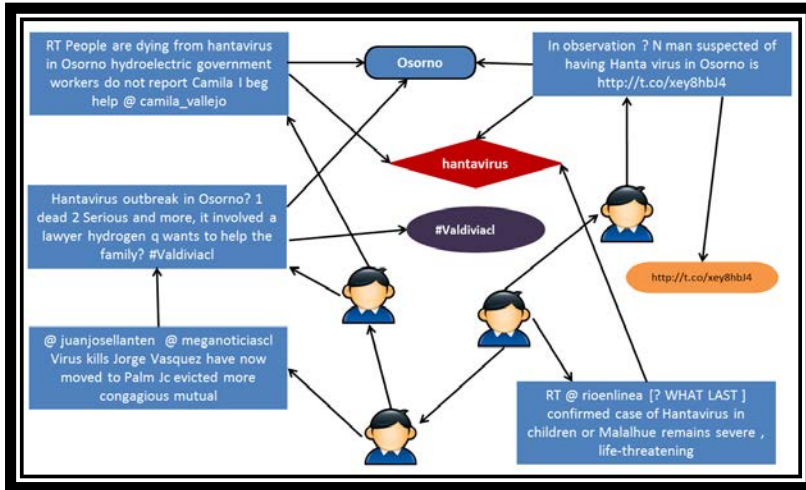 RT People are dying from hantavirus
in Osorno hydroelectric government
workers do not report Camila I beg
help @ camila_vallejo
Osorno
In observation ? N man suspected of
having Hanta virus in Osorno is
http://t.co/xey8hbJ4
hantavirus
Hantavirus outbreak in Osorno? 1
dead 2 Serious and more, it involved a
lawyer hydrogen q wants to help the
family? #Valdiviacl
#Valdiviacl
http://t.co/xey8hbJ4
@ juanjosellanten @ meganoticiascl
Virus kills Jorge Vasquez have now
moved to Palm Jc evicted more
congagious mutual
RT @ rioenlinea [? WHAT LAST ]
confirmed case of Hantavirus in
children or Malalhue remains severe ,
life-threatening